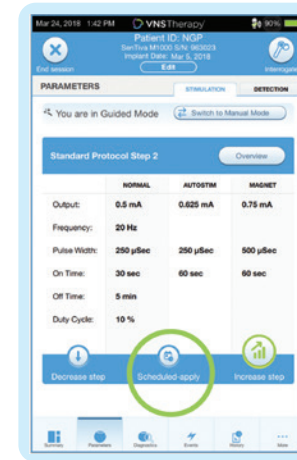 Mar 24, 2018 1:42 PM VNSTherapy 90%
Patient ID: NGP
SenTiva M1000 S/N: 963023
Implant Date: Mar 5, 2018
End session Edit Interrogate
PARAMETERS STIMULATION DETECTION
You are in Guided Mode Switch to Manual Mode
Standard Protocol Step 2 Overview
NORMAL AUTOSTIM MAGNET
Output: 0.5 mA 0.625 mA 0.75 mA
Frequency: 20 Hz
Pulse Width: 250 µSec 250 µSec 500 µSec
On Time: 30 sec 60 sec 60 sec
Off Time: 5 min
Duty Cycle: 10 %
Decrease step Scheduled-apply Increase step
Summary Parameters Diagnostics Events History More